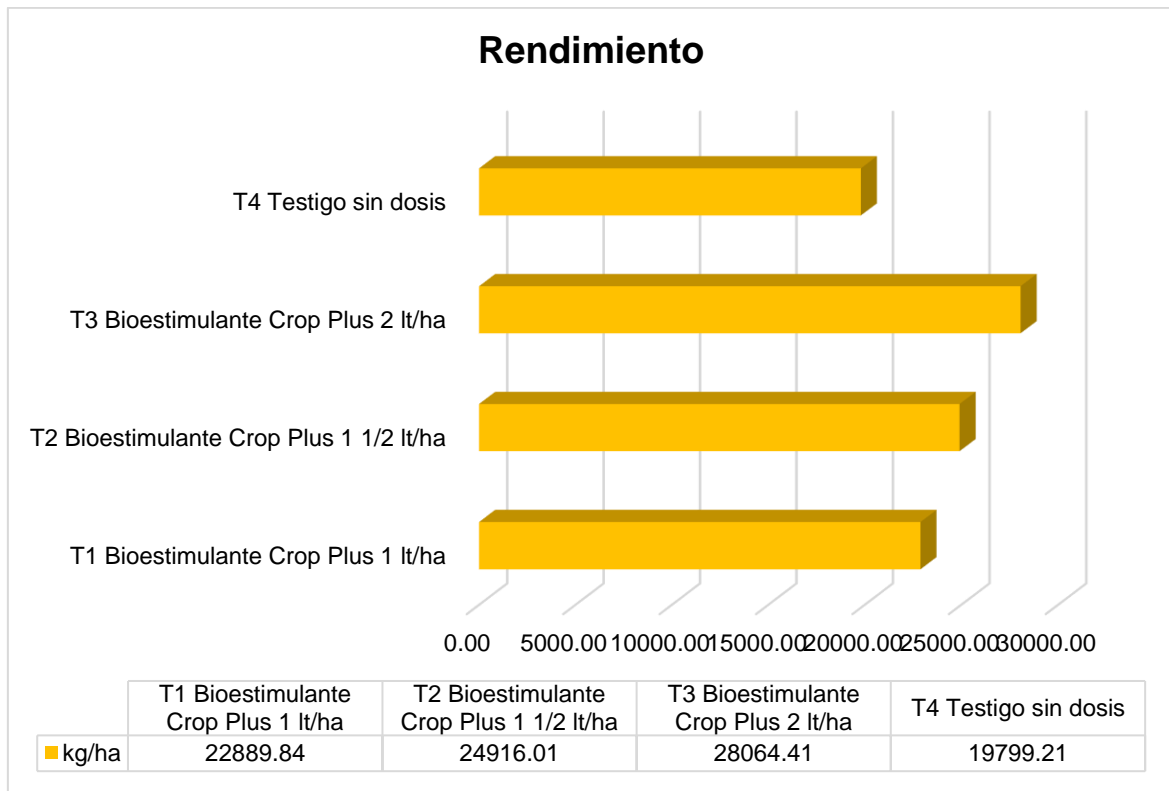 Rendimiento
T4 Testigo sin dosis
T3 Bioestimulante Crop Plus 2 lt/ha
T2 Bioestimulante Crop Plus 1 1/2 lt/ha
T1 Bioestimulante Crop Plus 1 lt/ha
0.00 5000.00 10000.00 15000.00 20000.00 25000.00 30000.00
T1 Bioestimulante
Crop Plus 1 lt/ha
T2 Bioestimulante
Crop Plus 1 1/2 lt/ha
T3 Bioestimulante
Crop Plus 2 lt/ha
T4 Testigo sin dosis
kg/ha 22889.84 24916.01 28064.41 19799.21